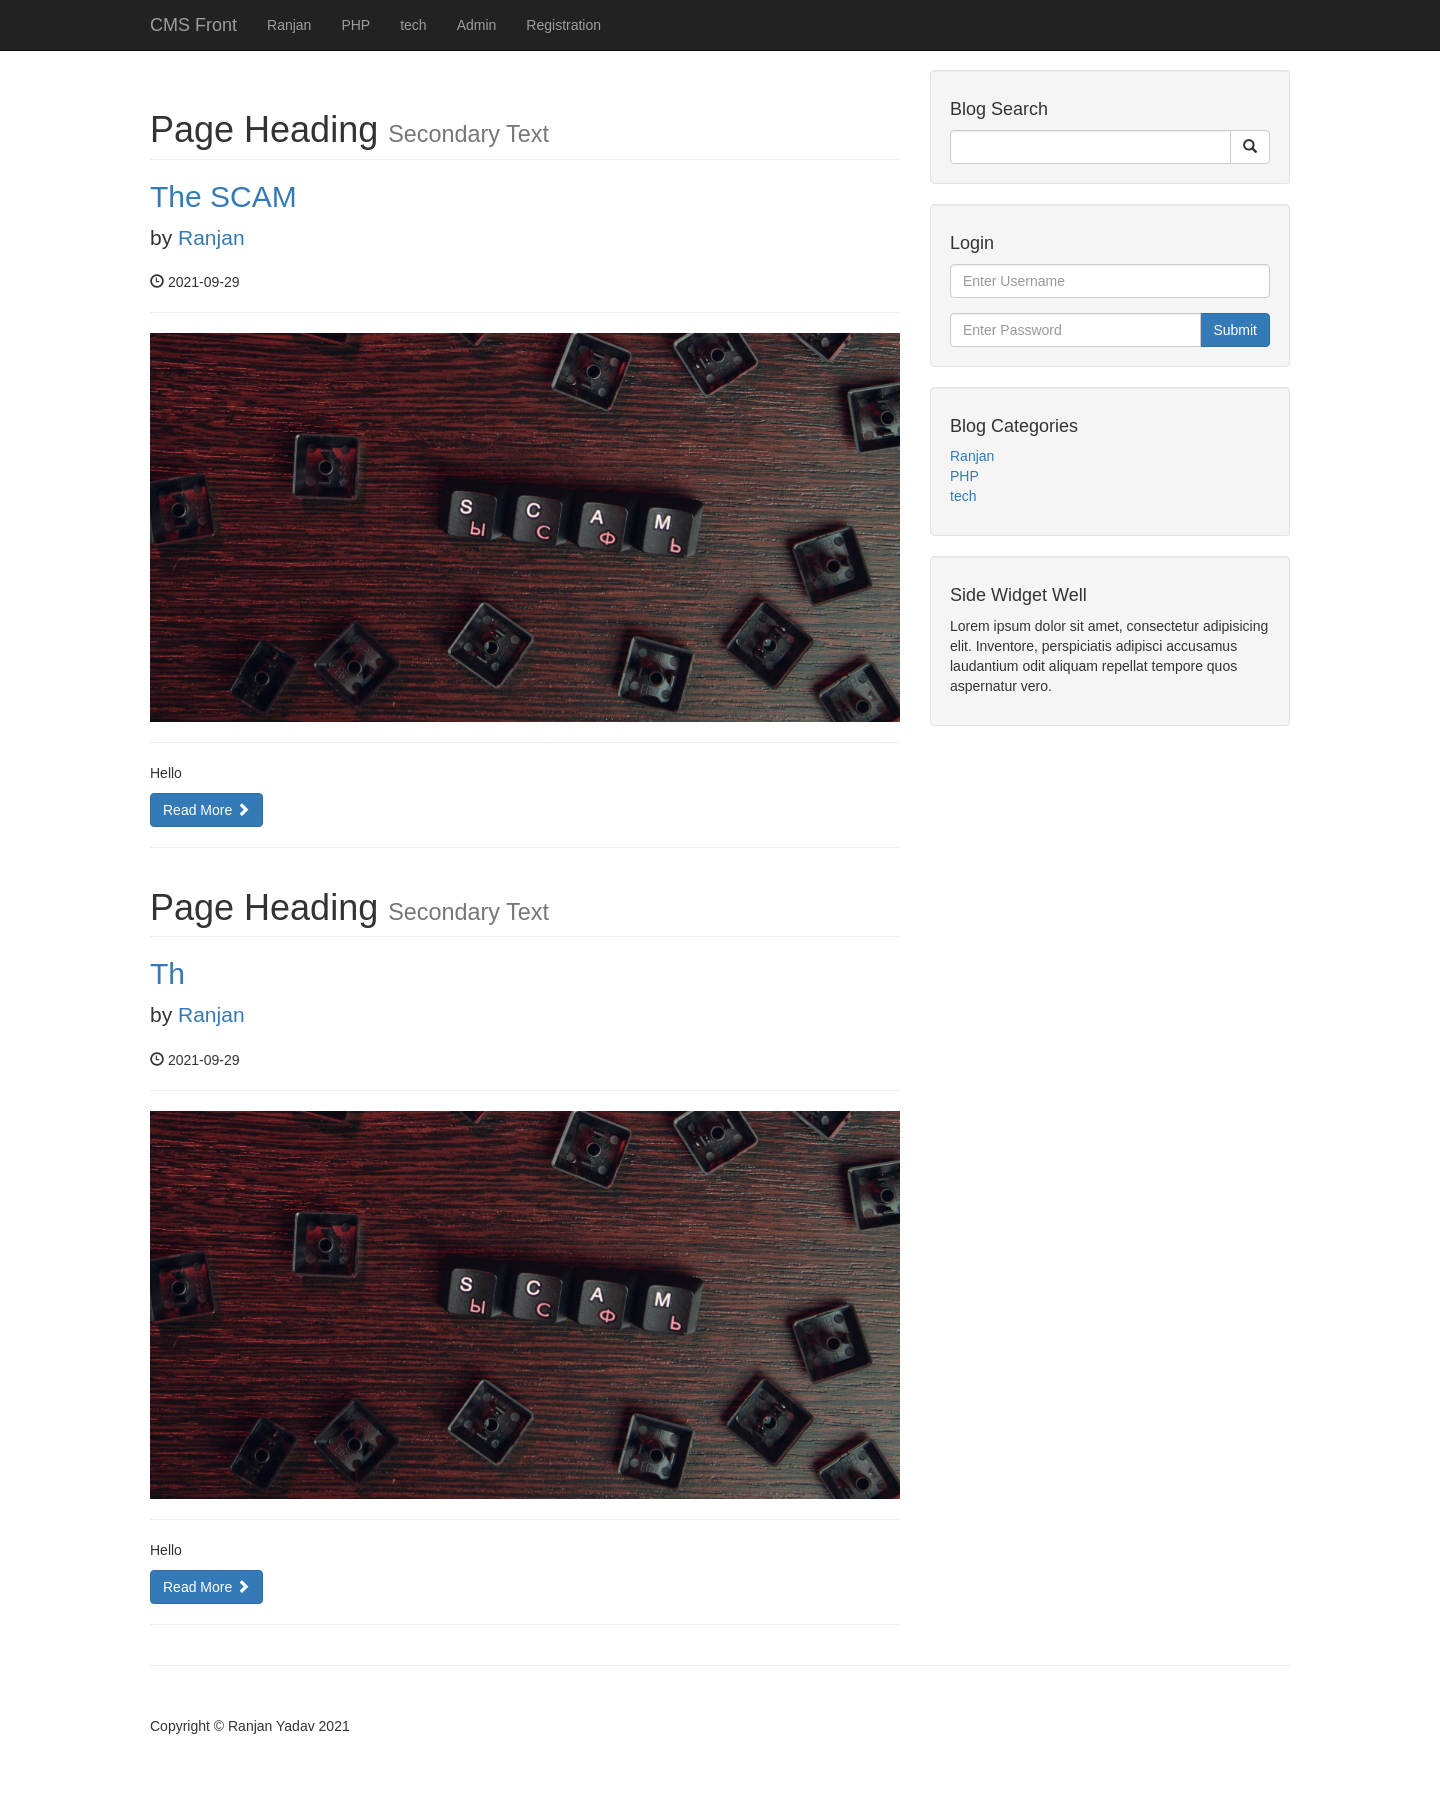 CMS Front Ranjan PHP tech Admin Registration
Page Heading Secondary Text
The SCAM
by Ranjan
2021-09-29
S C A M
Ы С Ф Ь
Hello
Read More
Page Heading Secondary Text
Th
by Ranjan
2021-09-29
S C A M
Ы С Ф Ь
Hello
Read More
Blog Search
Login
Enter Username
Enter Password Submit
Blog Categories
Ranjan
PHP
tech
Side Widget Well
Lorem ipsum dolor sit amet, consectetur adipisicing
elit. Inventore, perspiciatis adipisci accusamus
laudantium odit aliquam repellat tempore quos
aspernatur vero.
Copyright © Ranjan Yadav 2021